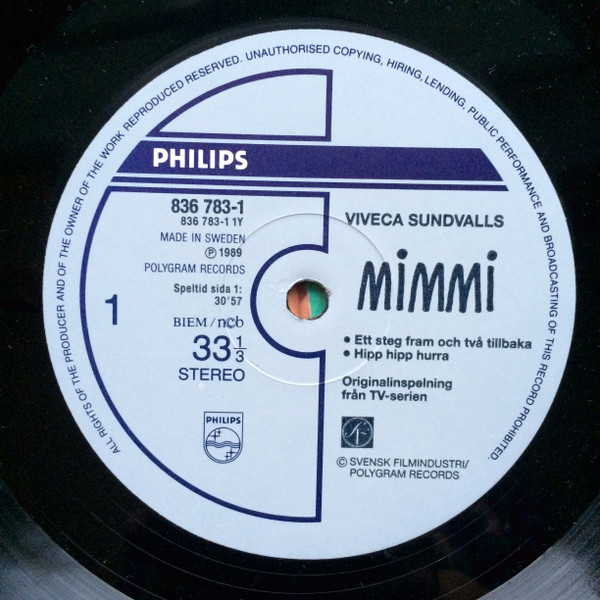 ALL RIGHTS OF THE PRODUCER AND OF THE OWNER OF THE WORK REPRODUCED RESERVED. UNAUTHORISED COPYING, HIRING, LENDING, PUBLIC PERFORMANCE AND BROADCASTING OF THIS RECORD PROHIBITED.
PHILIPS
836 783-1
836 783-1 1Y
MADE IN SWEDEN
℗ 1989
POLYGRAM RECORDS
Speltid sida 1:
30'57
1
BIEM/ncb
33 1/3
STEREO
PHILIPS
VIVECA SUNDVALLS
MiMMi
• Ett steg fram och två tillbaka
• Hipp hipp hurra
Originalinspelning
från TV-serien
SF
© SVENSK FILMINDUSTRI/
POLYGRAM RECORDS